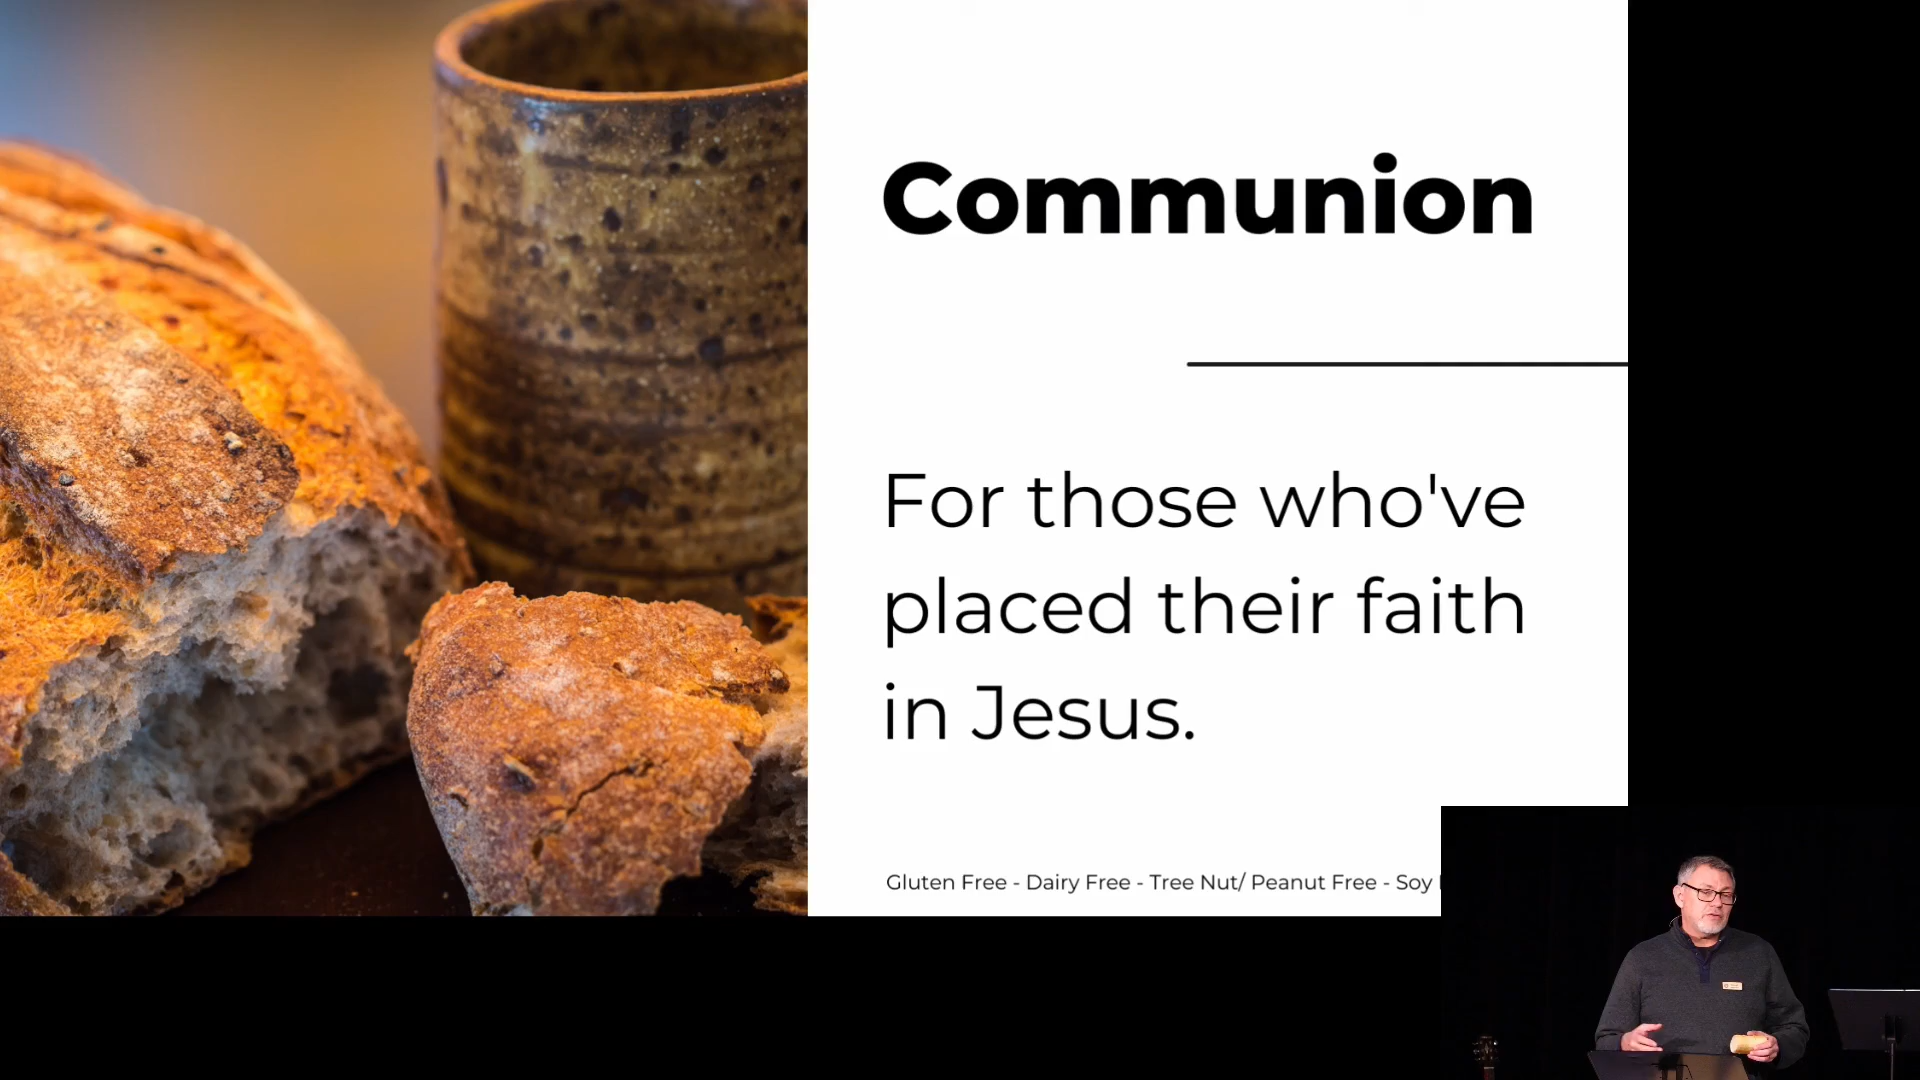 Communion
For those who've
placed their faith
in Jesus.
Gluten Free - Dairy Free - Tree Nut/ Peanut Free - Soy